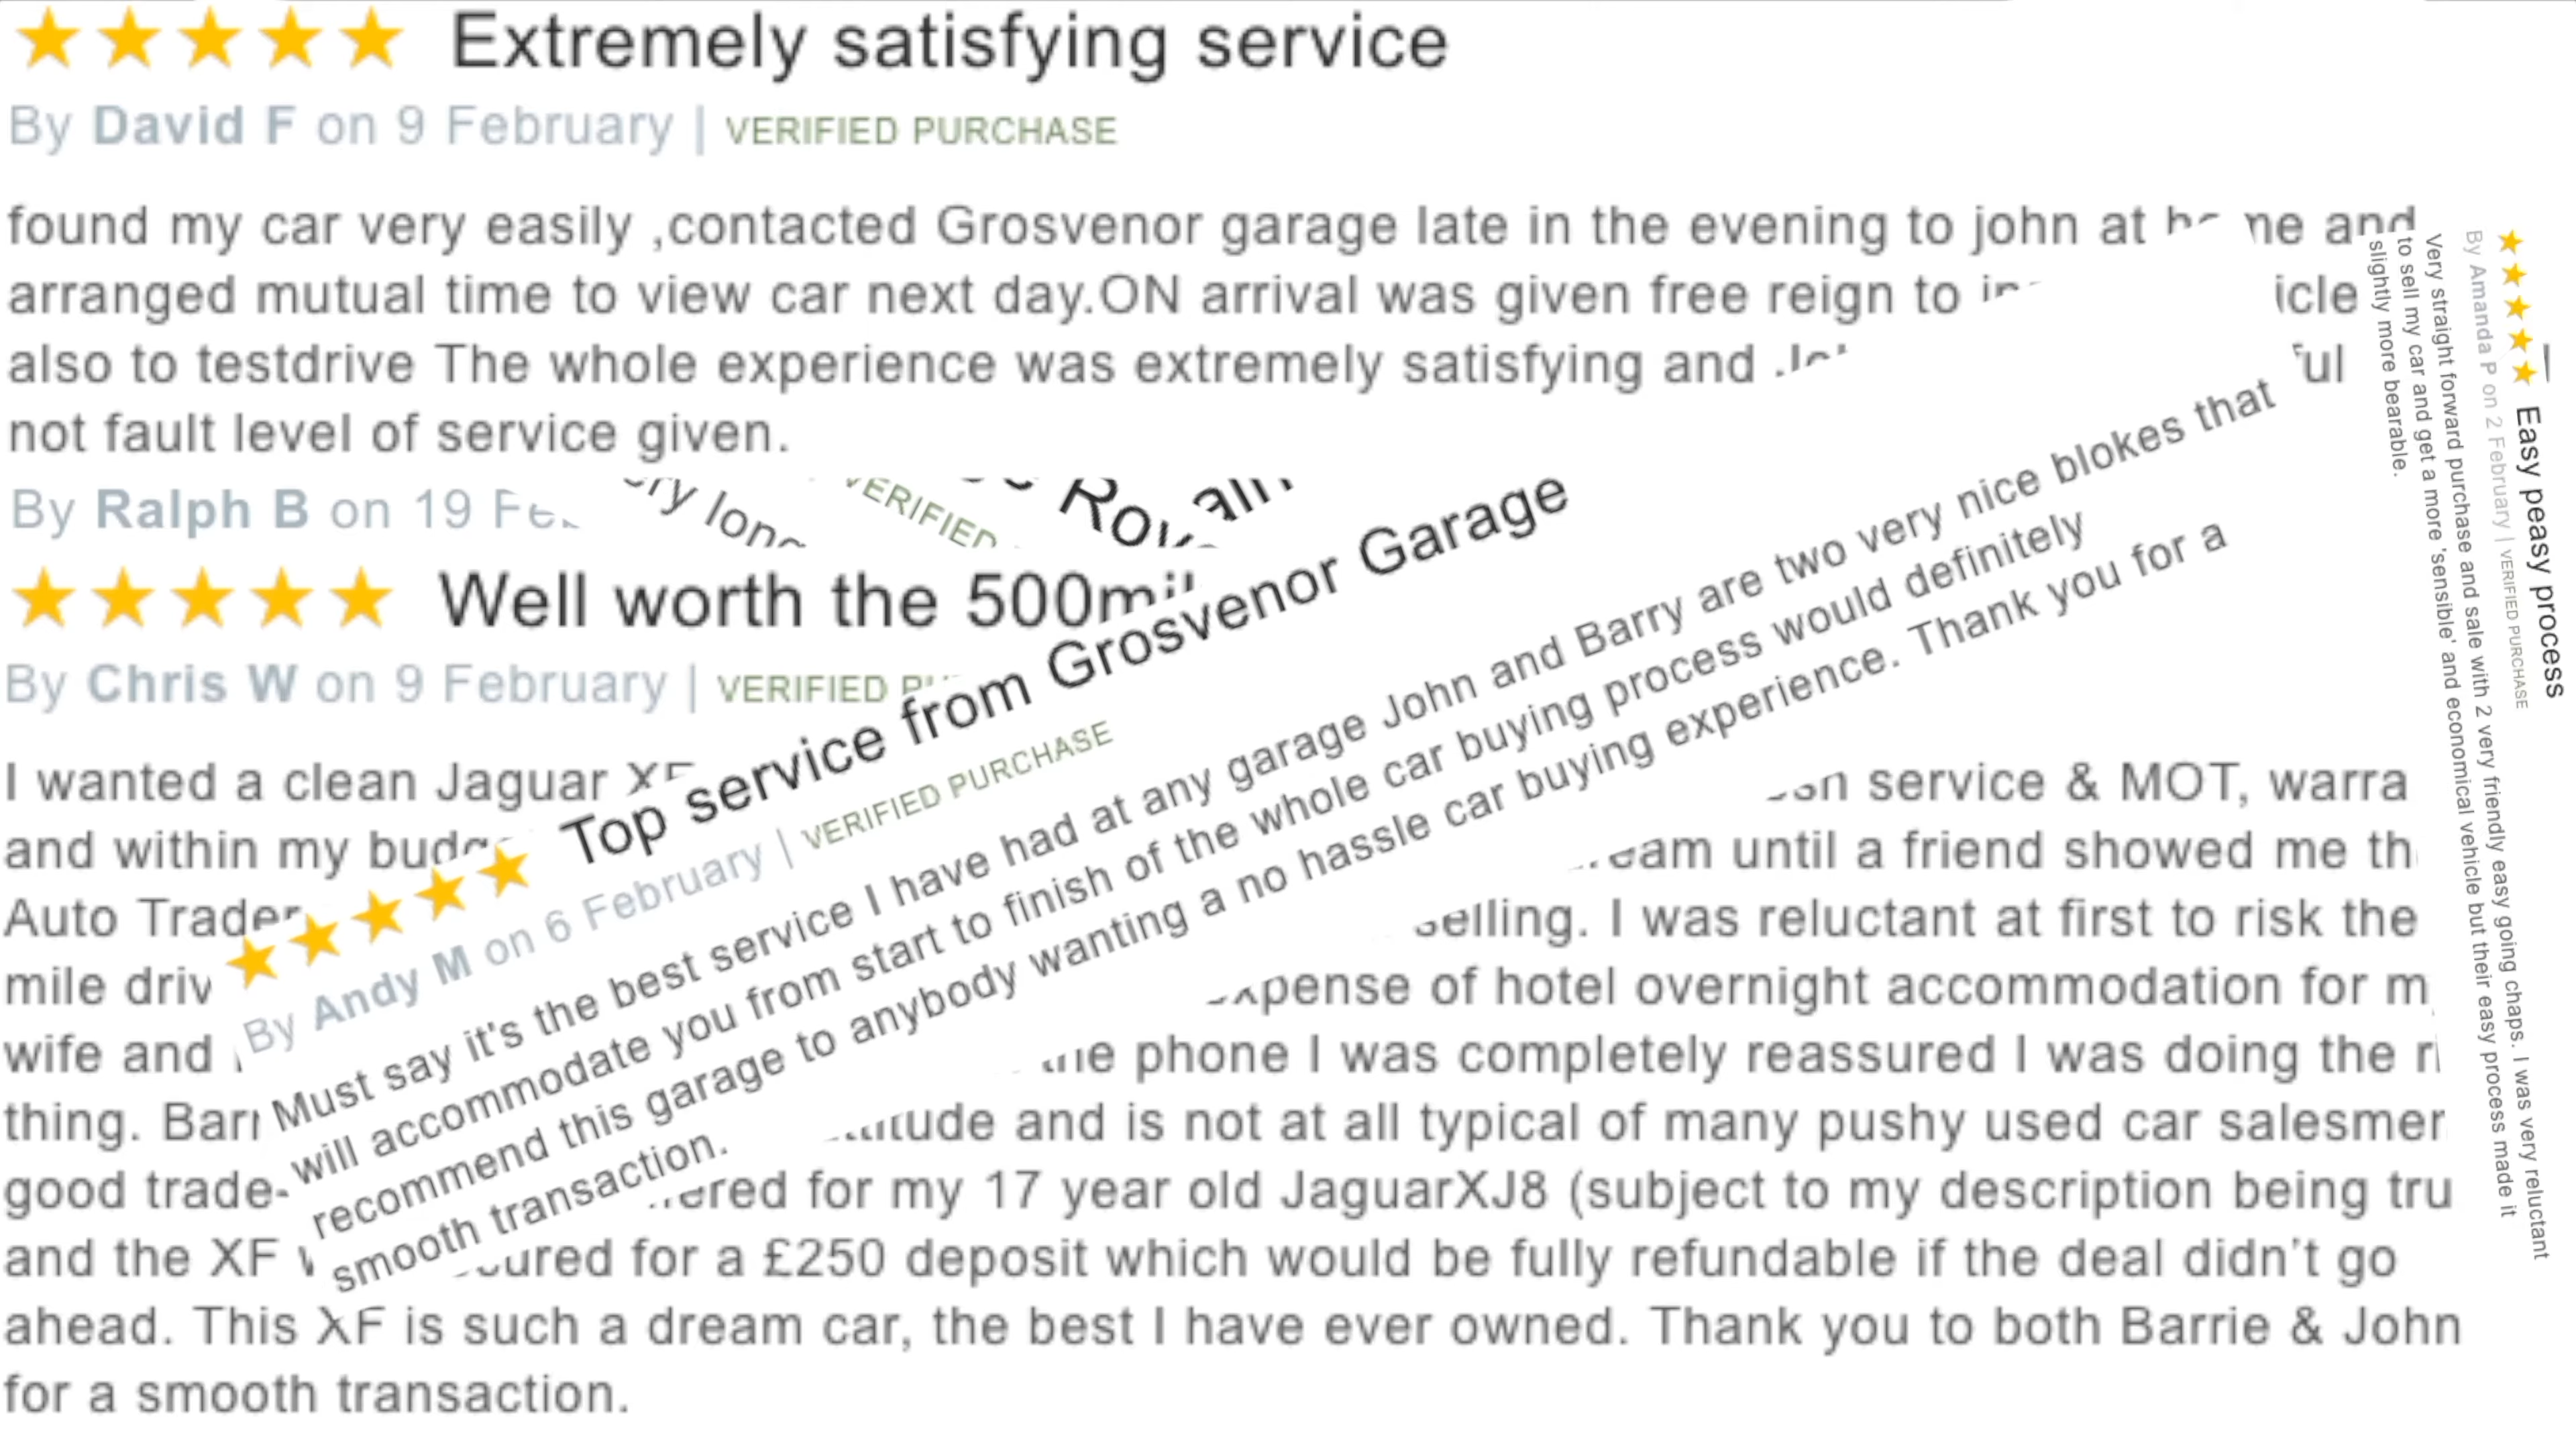 Extremely satisfying service
By David F on 9 February | VERIFIED PURCHASE
found my car very easily ,contacted Grosvenor garage late in the evening to john at and
arranged mutual time to view car next day.ON arrival was given free reign to
also to testdrive The whole experience was extremely satisfying and
not fault level of service given.
By Ralph B on 19
VERIFIED
Well worth the
By Chris W on 9 February | VERIFIED
I wanted a clean Jaguar service & MOT,
and within my until a friend showed me
Auto Trader I was reluctant at first to risk the
mile of hotel overnight accommodation for
wife and phone I was completely reassured I was doing the
thing. and is not at all typical of many pushy used car
good for my 17 year old JaguarXJ8 (subject to my description being
and the XF for a £250 deposit which would be fully refundable if the deal didn't go
ahead. This XF is such a dream car, the best I have ever owned. Thank you to both Barrie & John
for a smooth transaction.
Top service from Grosvenor Garage
By Andy M on 6 February | VERIFIED PURCHASE
Must say it's the best service I have had at any garage John and Barry are two very nice blokes that
will accommodate you from start to finish of the whole car buying process would definitely
recommend this garage to anybody wanting a no hassle car buying experience. Thank you for a
smooth transaction.
Easy peasy process
By Amanda P on 2 February | VERIFIED PURCHASE
Very straight forward purchase and sale with 2 very friendly easy going chaps. I was very reluctant
to sell my car and get a more 'sensible' and economical vehicle but their easy process made it
slightly more bearable.